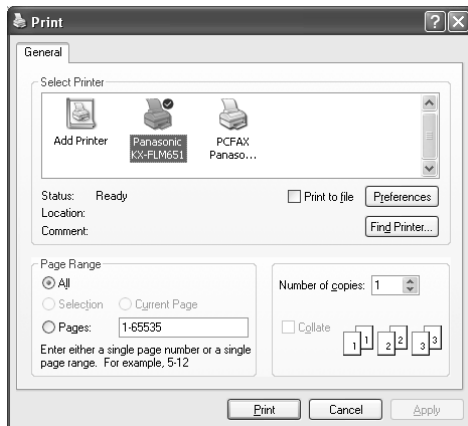 Print
General
Select Printer
Add Printer
Panasonic
KX-FLM651
PCFAX
Panaso...
Status: Ready
Location:
Comment:
Print to file
Preferences
Find Printer...
Page Range
All
Selection
Current Page
Pages: 1-65535
Enter either a single page number or a single
page range. For example, 5-12
Number of copies: 1
Collate
1 1 2 2 3 3
Print
Cancel
Apply